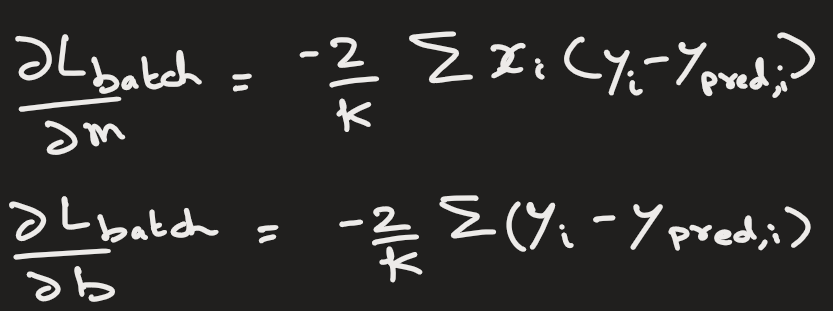 ∂L_batch/∂m = -2/K Σ x_i (y_i - y_pred,i)
∂L_batch/∂b = -2/K Σ (y_i - y_pred,i)